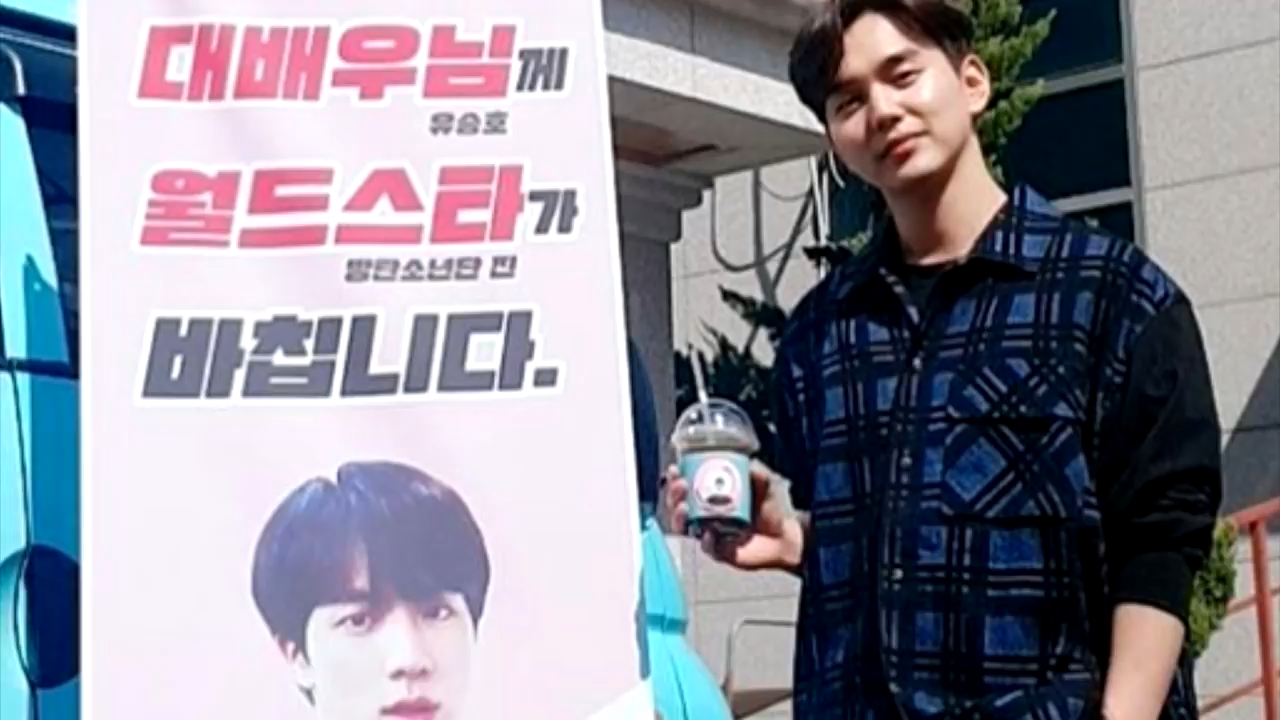 대배우님께
유승호
월드스타가
방탄소년단 진
바칩니다.